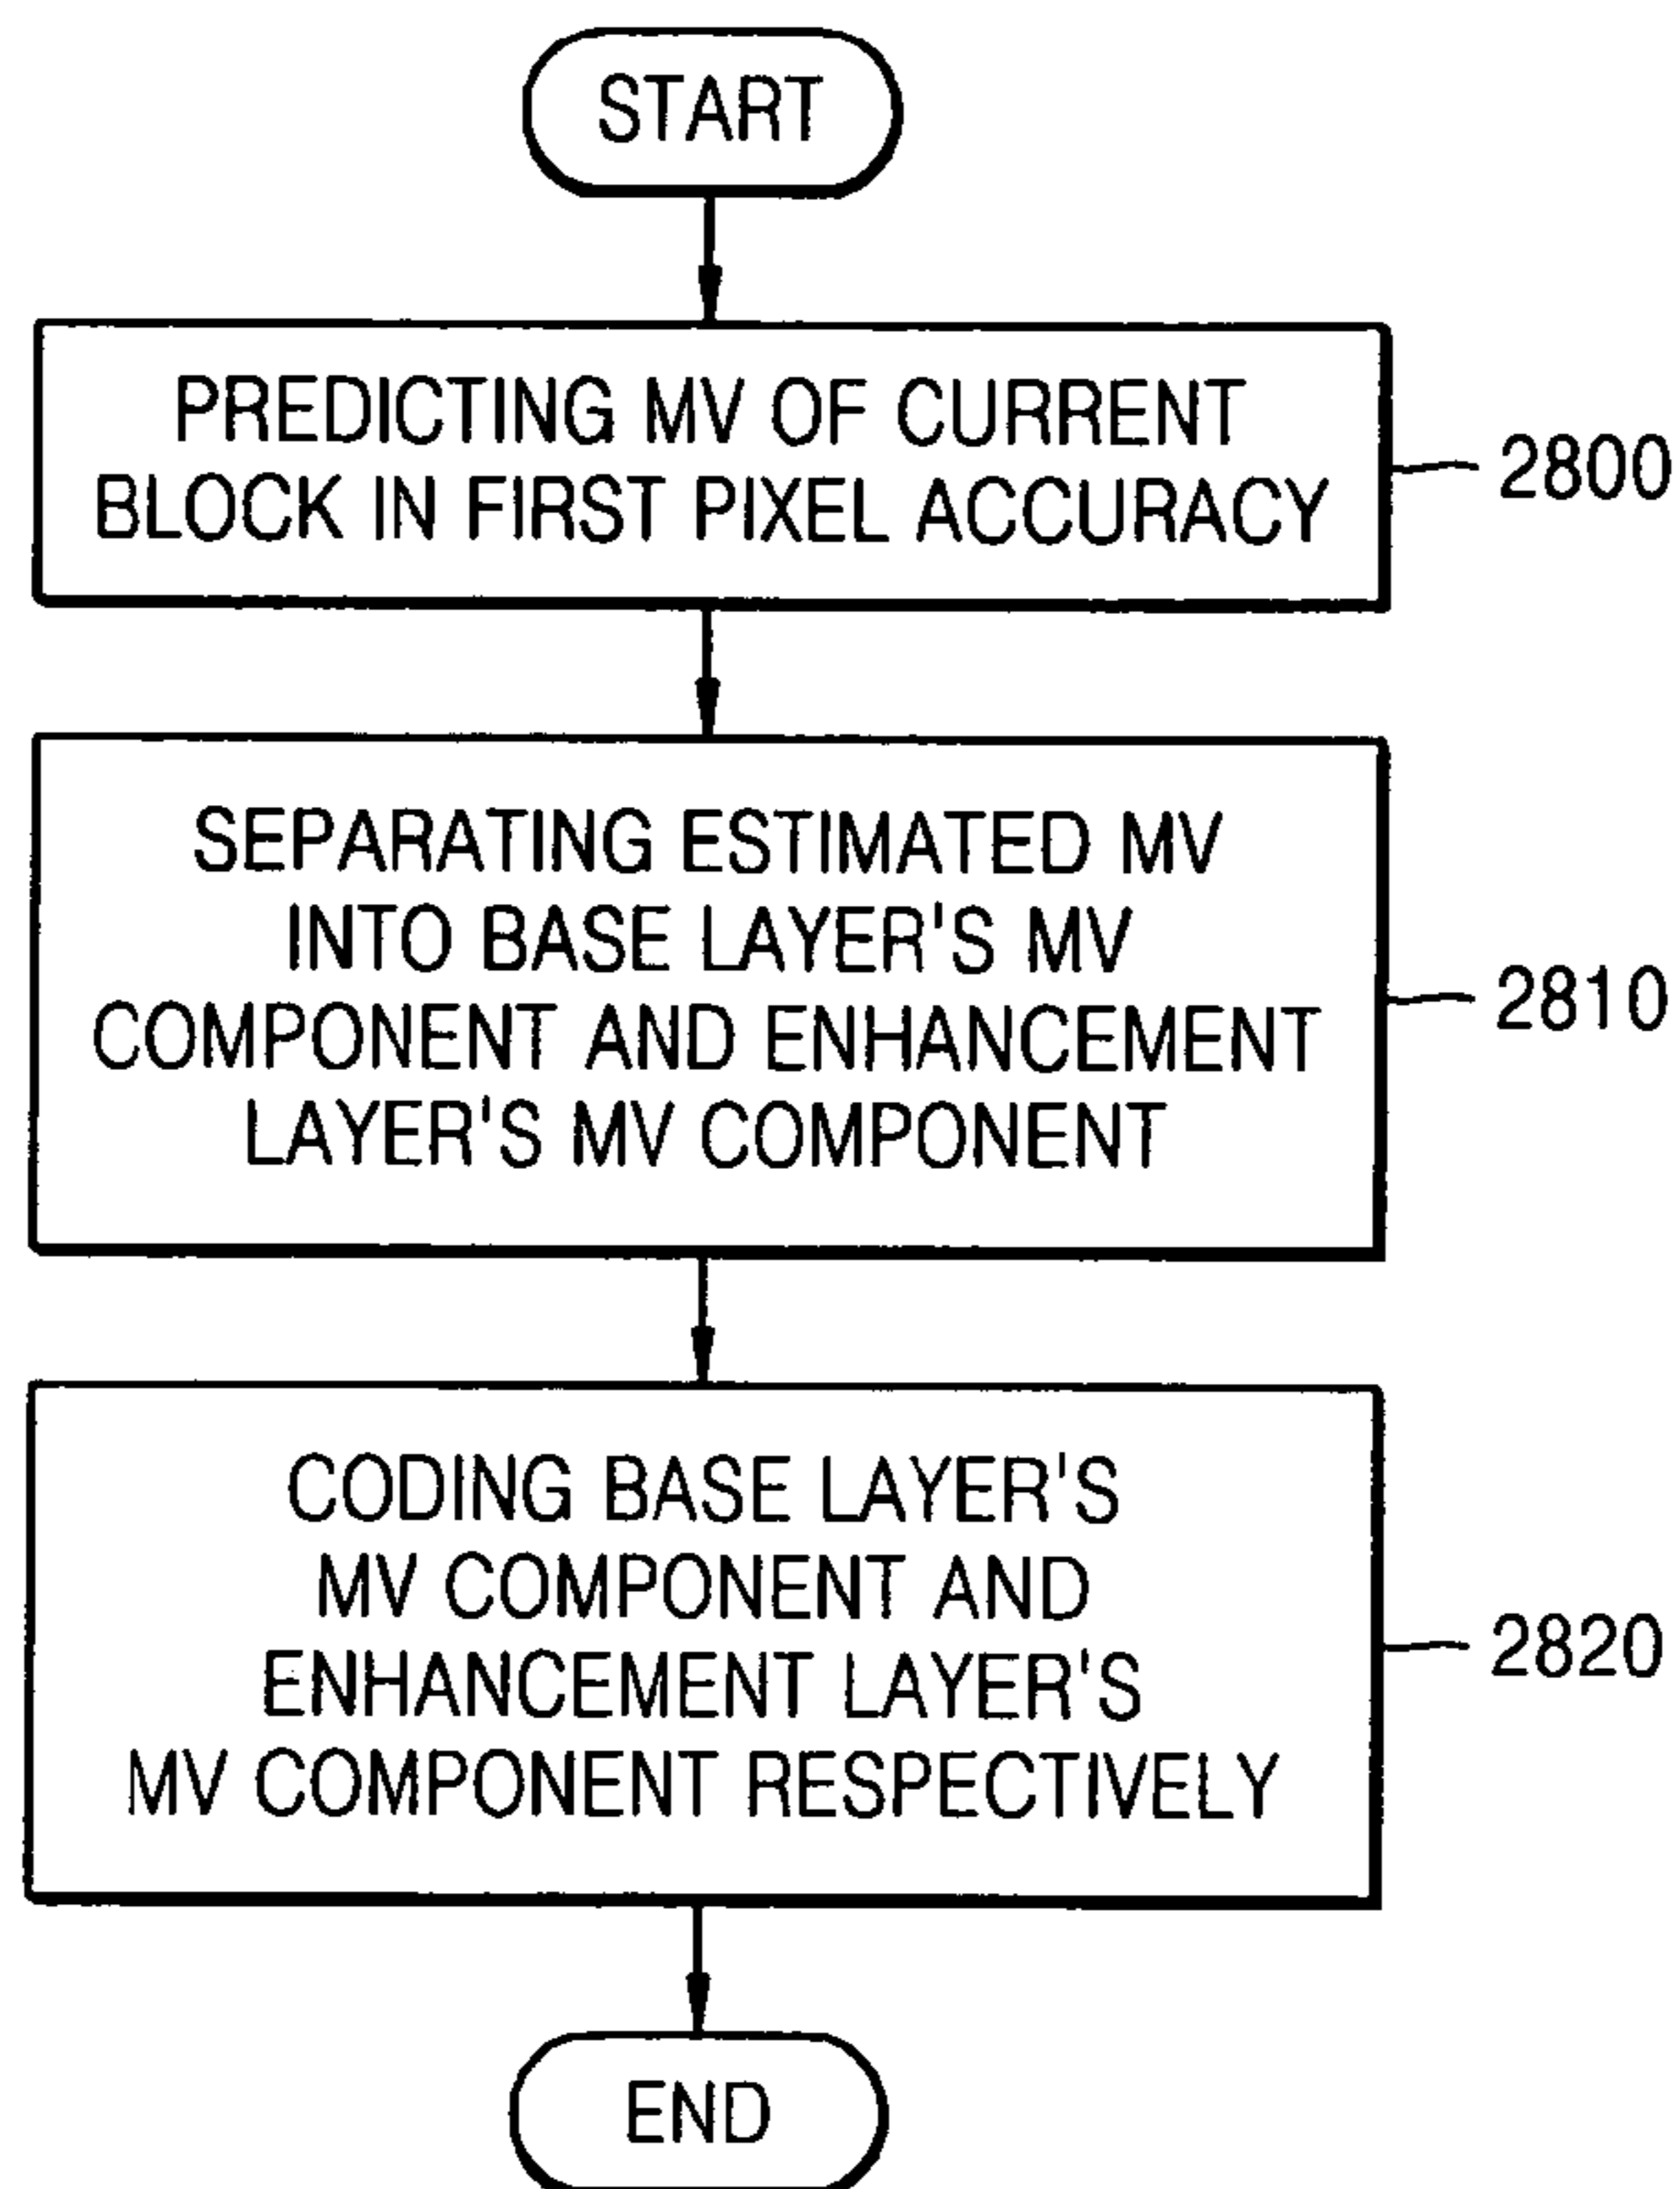 START
PREDICTING MV OF CURRENT
BLOCK IN FIRST PIXEL ACCURACY
2800
SEPARATING ESTIMATED MV
INTO BASE LAYER'S MV
COMPONENT AND ENHANCEMENT
LAYER'S MV COMPONENT
2810
CODING BASE LAYER'S
MV COMPONENT AND
ENHANCEMENT LAYER'S
MV COMPONENT RESPECTIVELY
2820
END